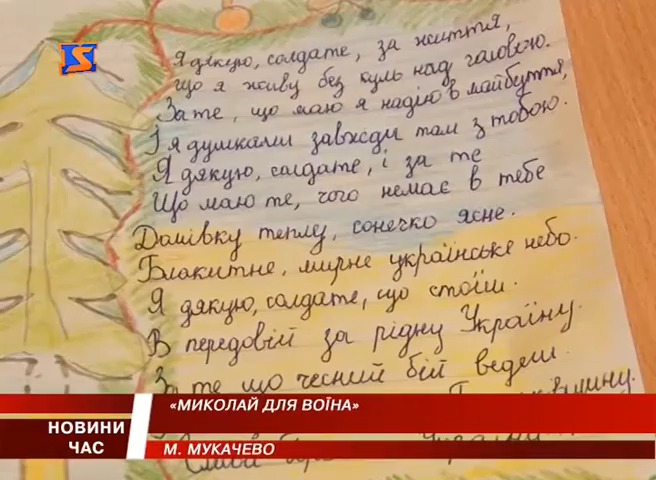 Я дякую, солдате, за життя,
що я живу без куль над головою.
За те, що маю я надію в майбуття,
І я думками завжди там з тобою.
Я дякую, солдате, і за те
Що маю те, чого немає в тебе
Домівку теплу, сонечко ясне.
Блакитне, мирне українське небо.
Я дякую, солдате, що стоїш
В передовій за рідну Україну.
За те що чесний бій ведеш
«МИКОЛАЙ ДЛЯ ВОЇНА»
НОВИНИ
ЧАС
М. МУКАЧЕВО